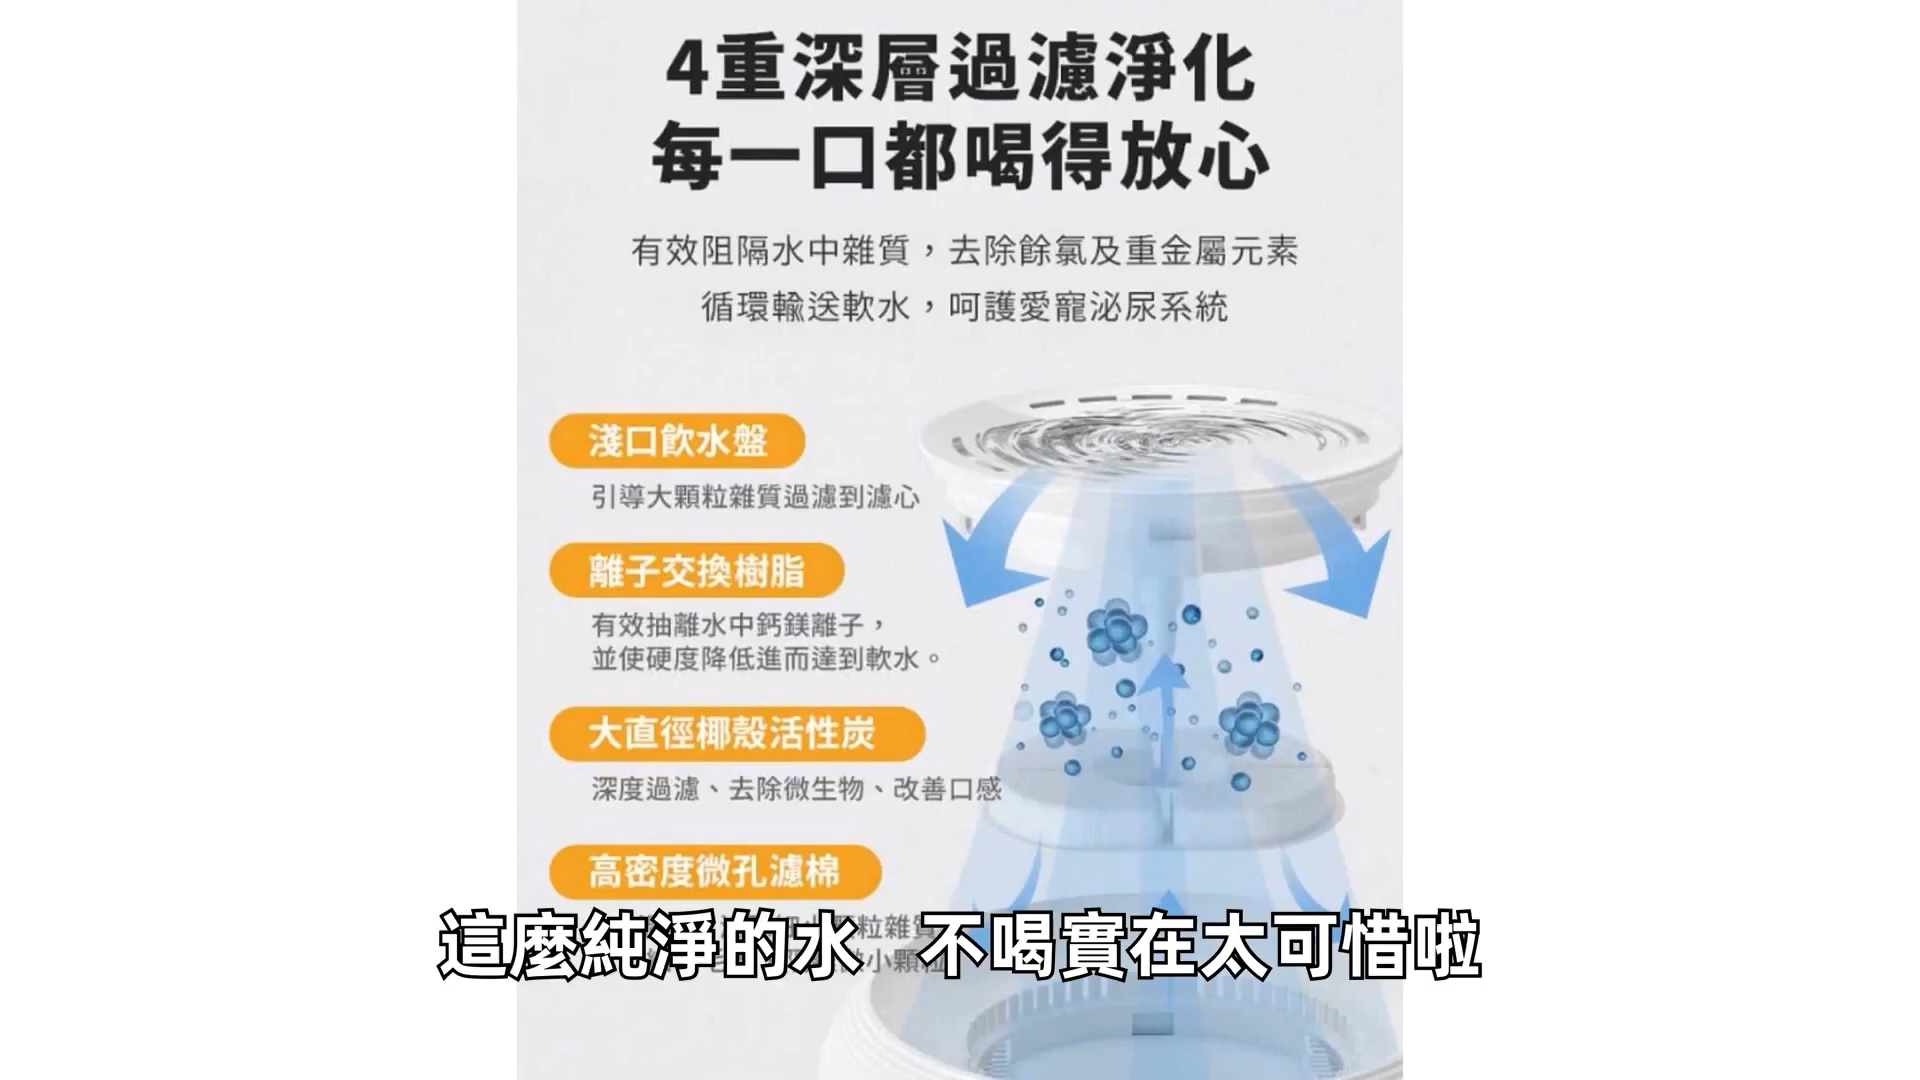 4重深層過濾淨化
每一口都喝得放心
有效阻隔水中雜質，去除餘氯及重金屬元素
循環輸送軟水，呵護愛寵泌尿系統
淺口飲水盤
引導大顆粒雜質過濾到濾心
離子交換樹脂
有效抽離水中鈣鎂離子，
並使硬度降低進而達到軟水。
大直徑椰殼活性炭
深度過濾、去除微生物、改善口感
高密度微孔濾棉
顆粒雜質
小顆粒
這麼純淨的水 不喝實在太可惜啦